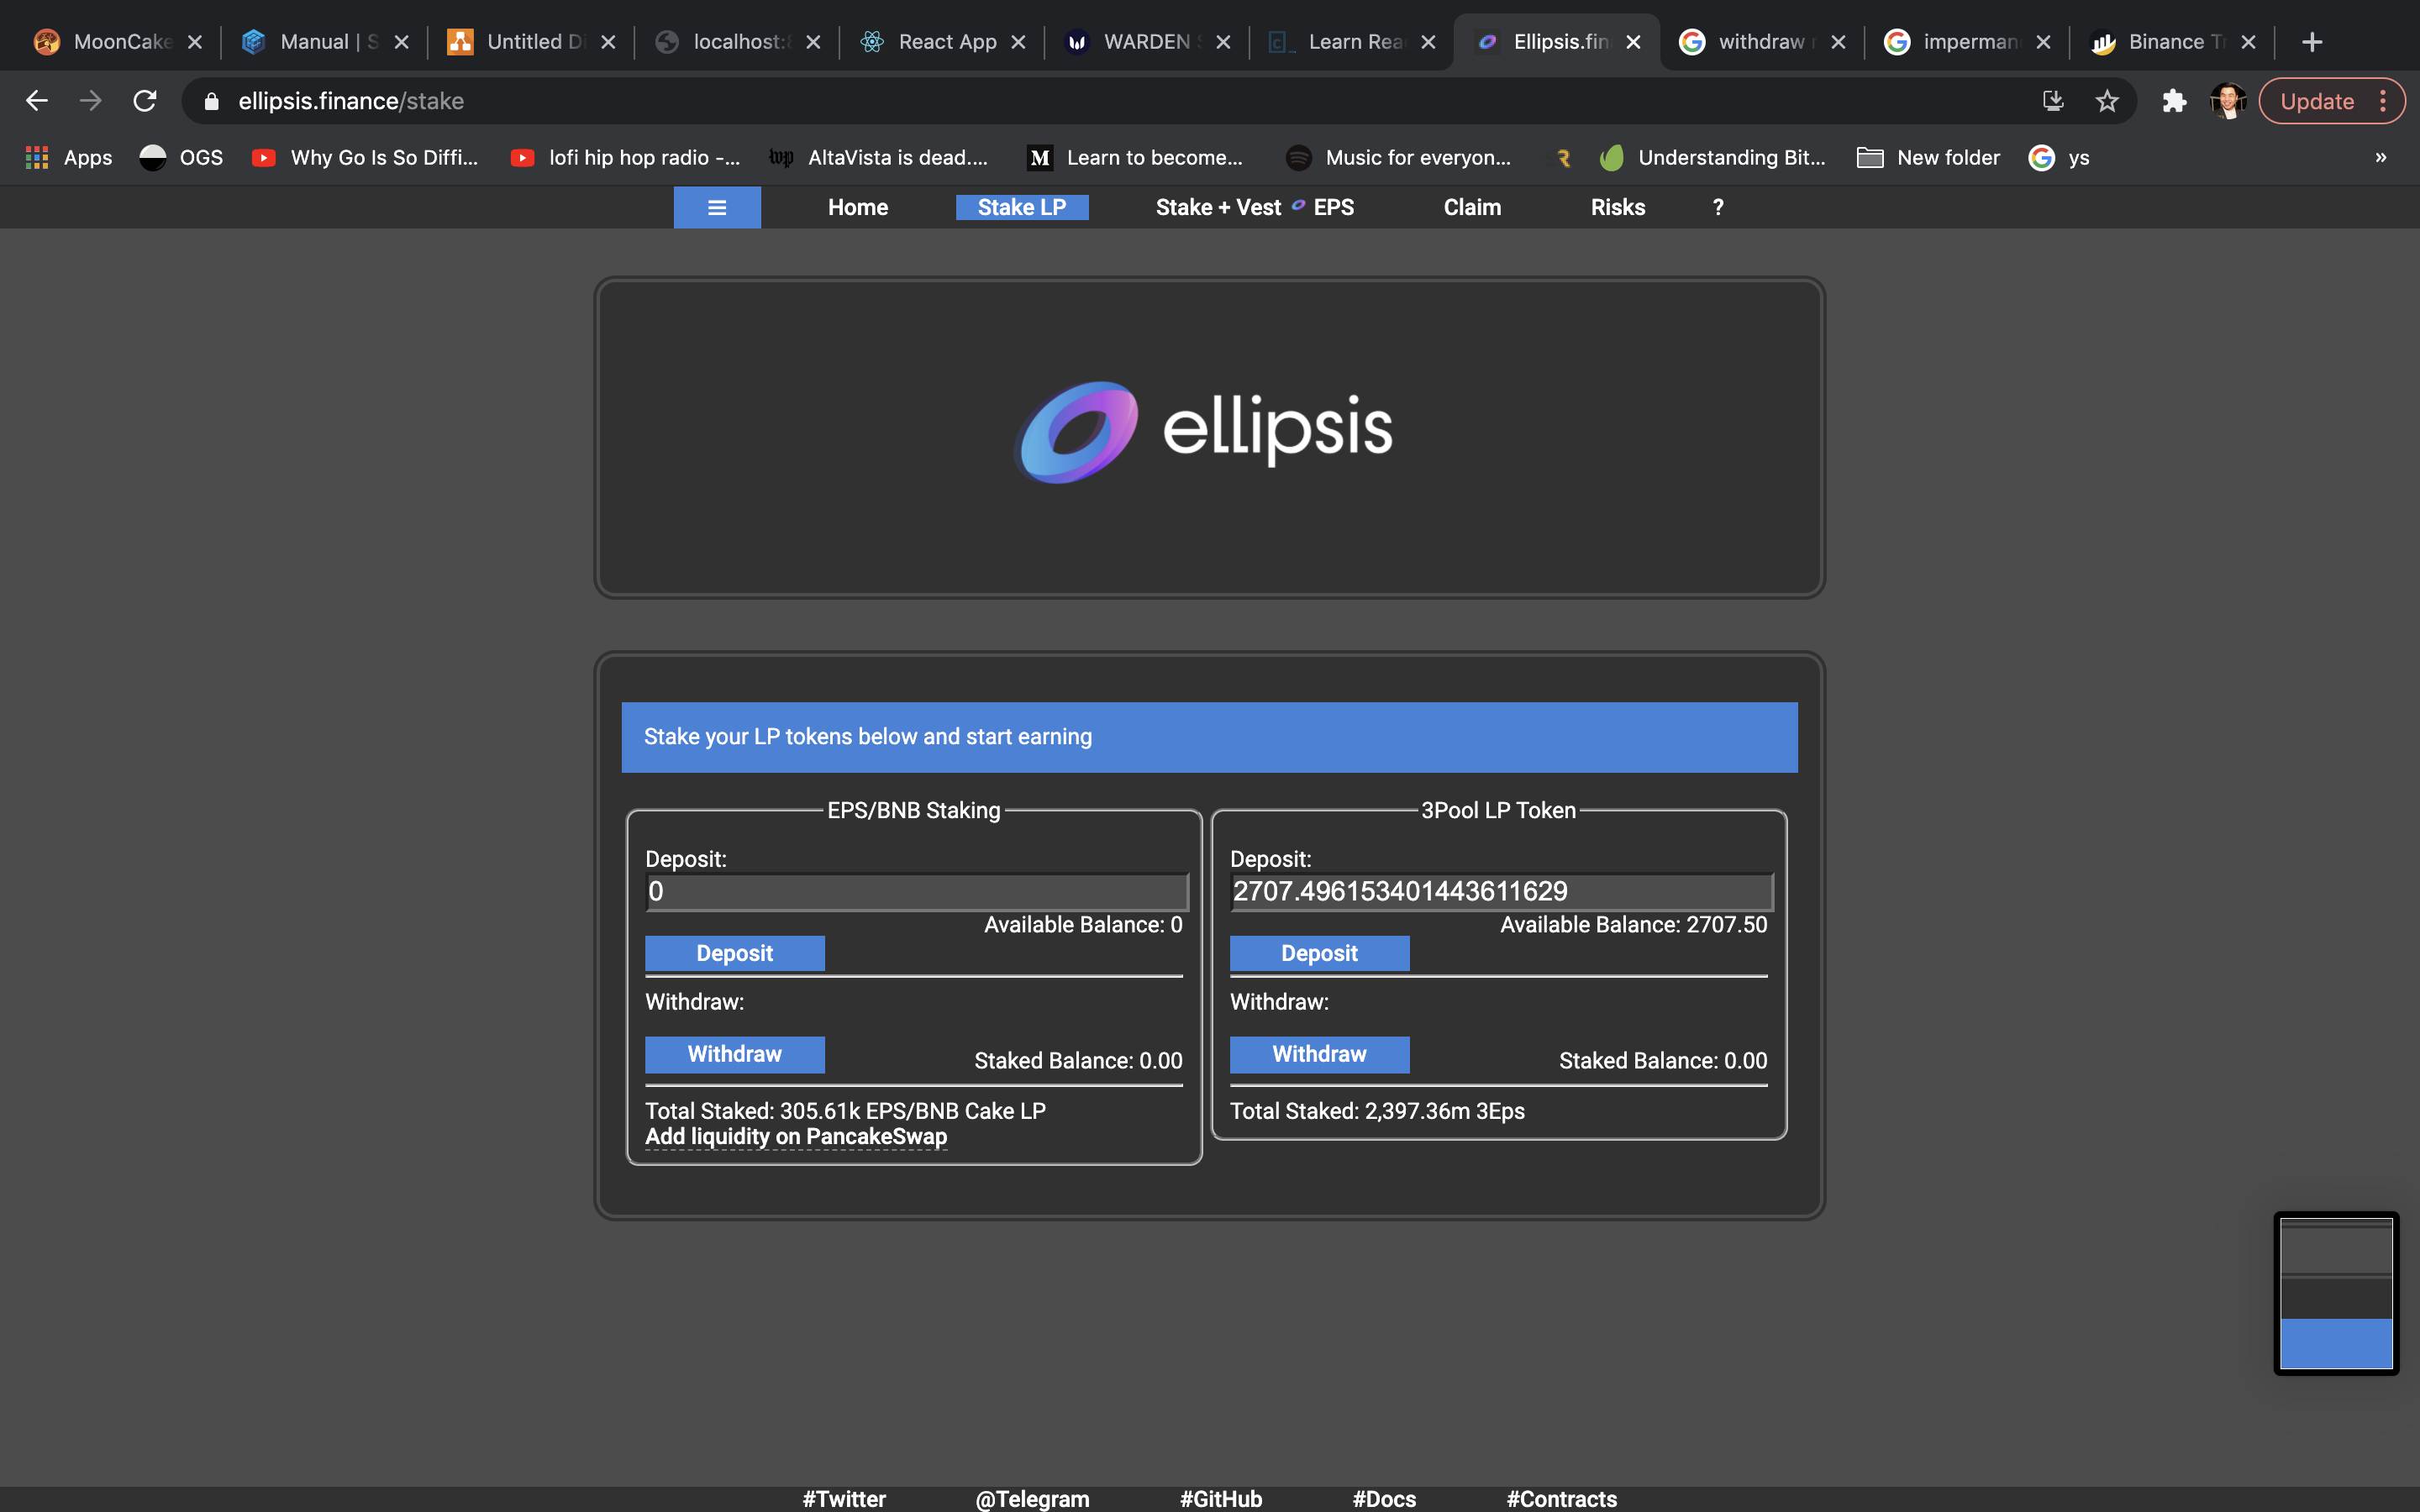 MoonCake
Manual | S
Untitled Di
localhost:8
React App
WARDEN S
Learn Rea
Ellipsis.fin
withdraw
imperman
Binance Tr
ellipsis.finance/stake
Update
Apps
OGS
Why Go Is So Diffi...
lofi hip hop radio -...
wp
AltaVista is dead....
M
Learn to become...
Music for everyon...
R
Understanding Bit...
New folder
ys
»
Home
Stake LP
Stake + Vest EPS
Claim
Risks
?
ellipsis
Stake your LP tokens below and start earning
EPS/BNB Staking
Deposit:
0
Available Balance: 0
Deposit
Withdraw:
Withdraw
Staked Balance: 0.00
Total Staked: 305.61k EPS/BNB Cake LP
Add liquidity on PancakeSwap
3Pool LP Token
Deposit:
2707.496153401443611629
Available Balance: 2707.50
Deposit
Withdraw:
Withdraw
Staked Balance: 0.00
Total Staked: 2,397.36m 3Eps
#Twitter
@Telegram
#GitHub
#Docs
#Contracts